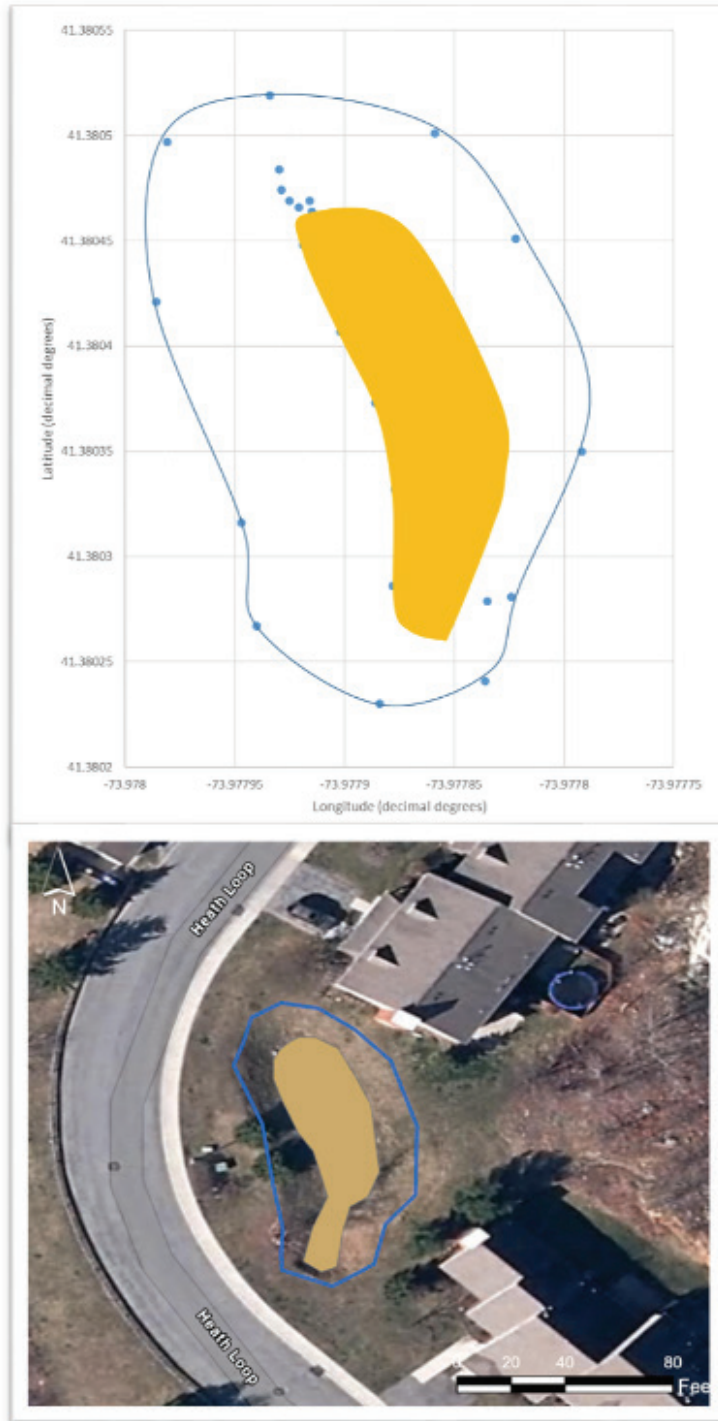 41.38055
41.3805
41.38045
41.3804
41.38035
41.3803
41.38025
41.3802
Latitude (decimal degrees)
-73.978
-73.97795
-73.9779
-73.97785
-73.9778
-73.97775
Longitude (decimal degrees)
N
Heath Loop
Heath Loop
0 20 40 80
Fee